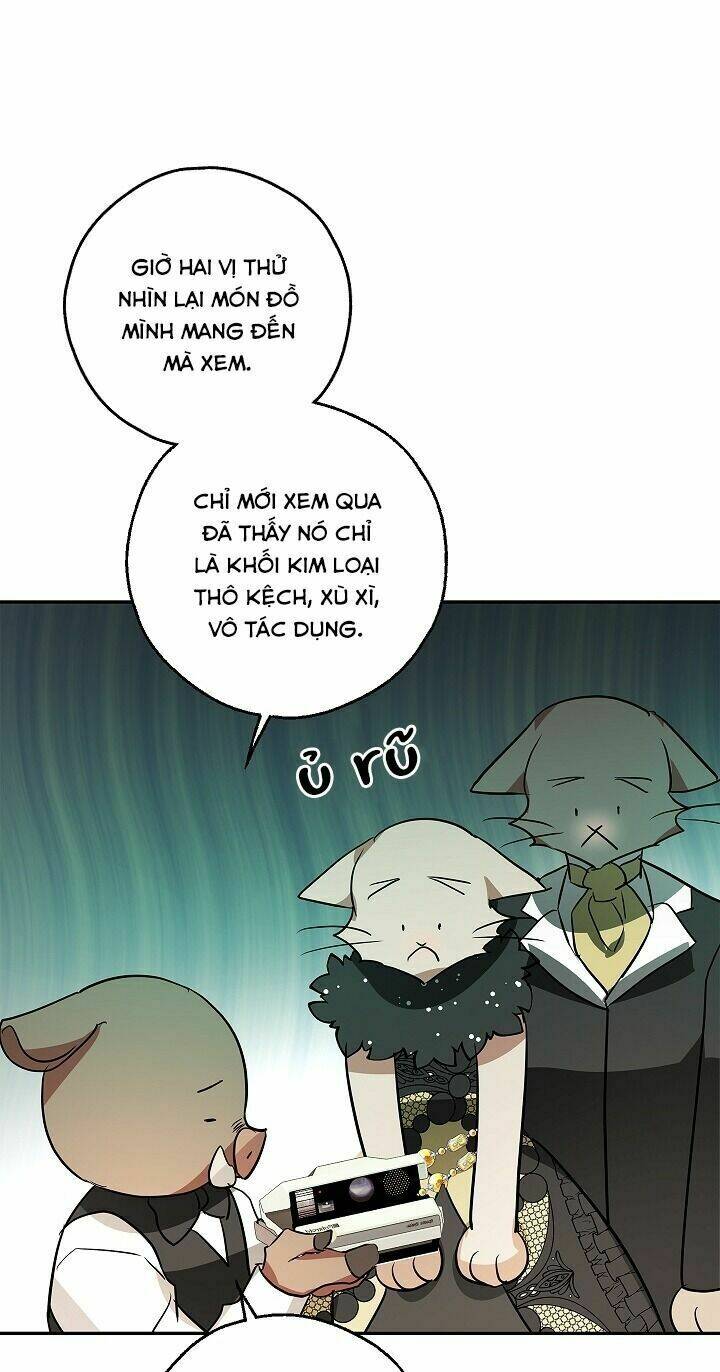 GIỜ HAI VỊ THỬ
NHÌN LẠI MÓN ĐỒ
MÌNH MANG ĐẾN
MÀ XEM.
CHỈ MỚI XEM QUA
ĐÃ THẤY NÓ CHỈ
LÀ KHỐI KIM LOẠI
THÔ KỆCH, XÙ XÌ,
VÔ TÁC DỤNG.
ủ rũ